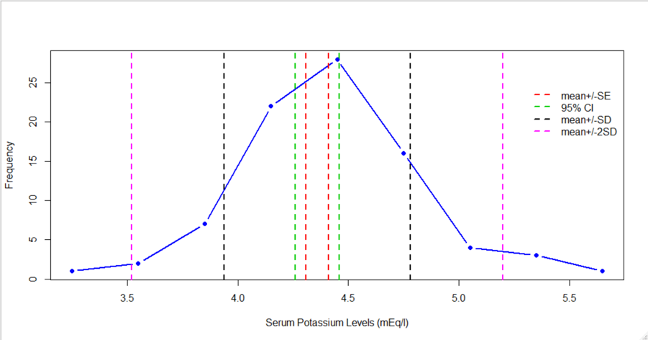 25
20
15
10
5
0
Frequency
mean+/-SE
95% CI
mean+/-SD
mean+/-2SD
3.5 4.0 4.5 5.0 5.5
Serum Potassium Levels (mEq/l)